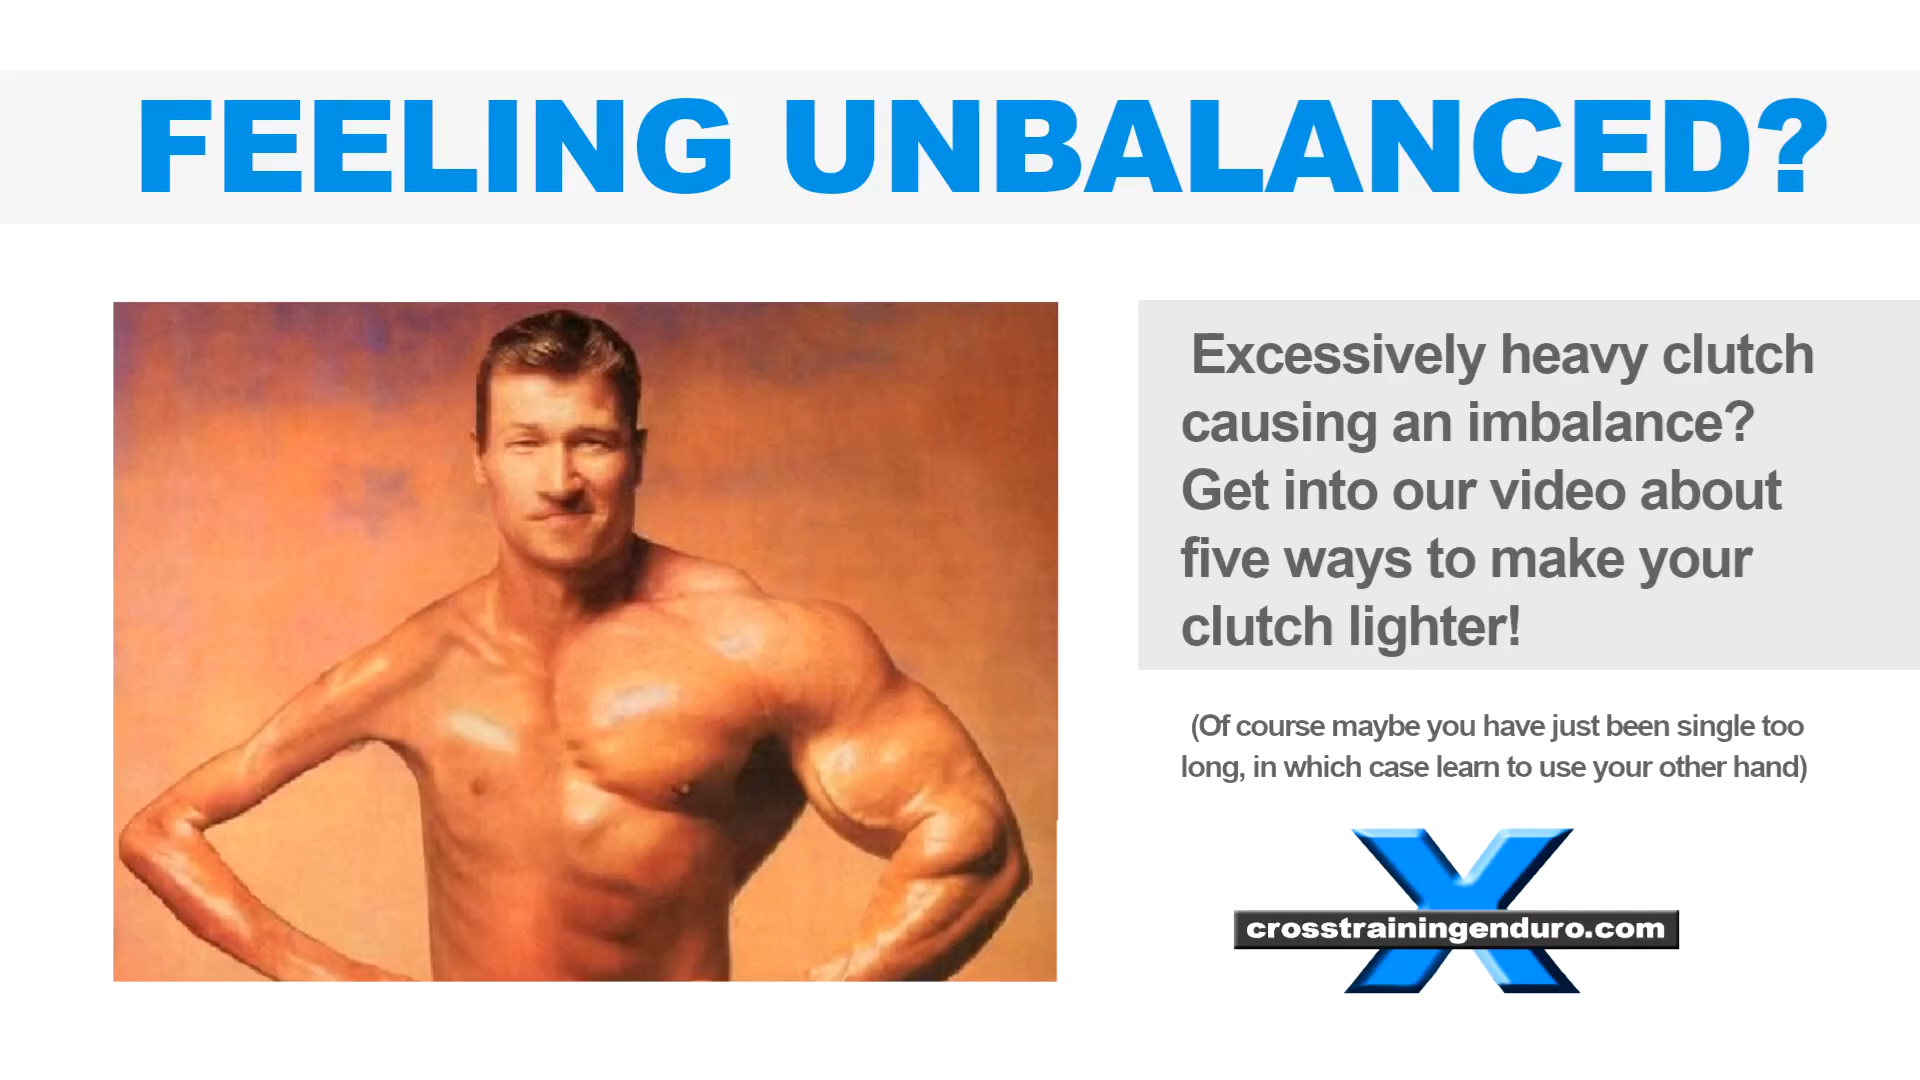 FEELING UNBALANCED?
Excessively heavy clutch
causing an imbalance?
Get into our video about
five ways to make your
clutch lighter!
(Of course maybe you have just been single too
long, in which case learn to use your other hand)
X
crosstrainingenduro.com